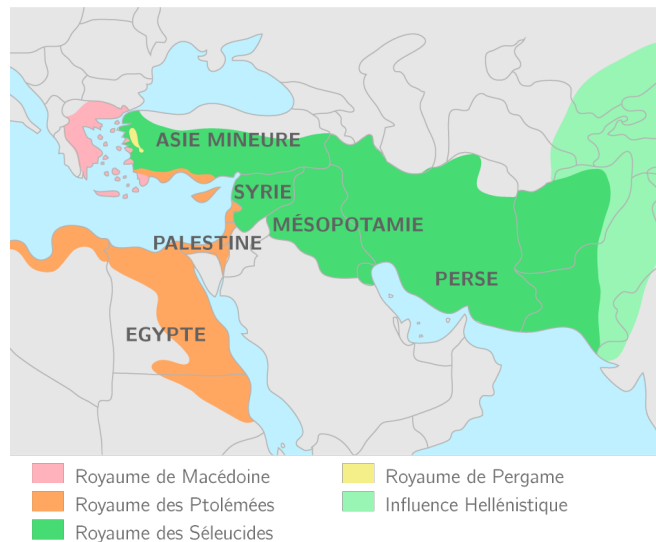 ASIE MINEURE
SYRIE
MÉSOPOTAMIE
PALESTINE
PERSE
EGYPTE
Royaume de Macédoine
Royaume des Ptolémées
Royaume des Séleucides
Royaume de Pergame
Influence Hellénistique